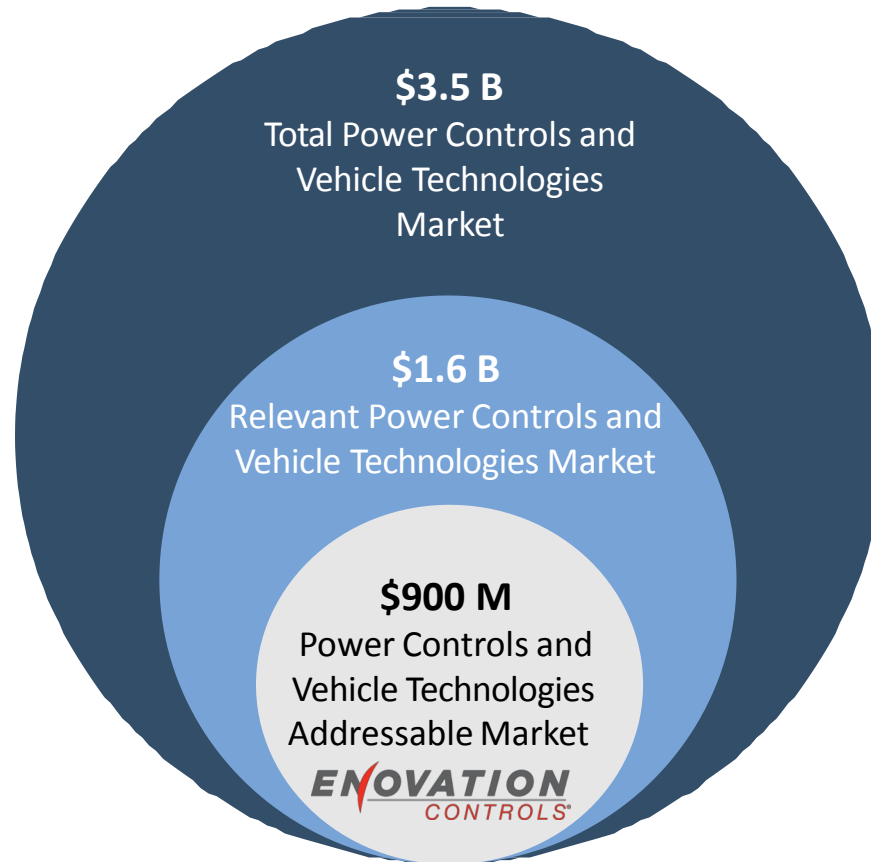 $3.5 B
Total Power Controls and
Vehicle Technologies
Market
$1.6 B
Relevant Power Controls and
Vehicle Technologies Market
$900 M
Power Controls and
Vehicle Technologies
Addressable Market
ENOVATION
CONTROLS®